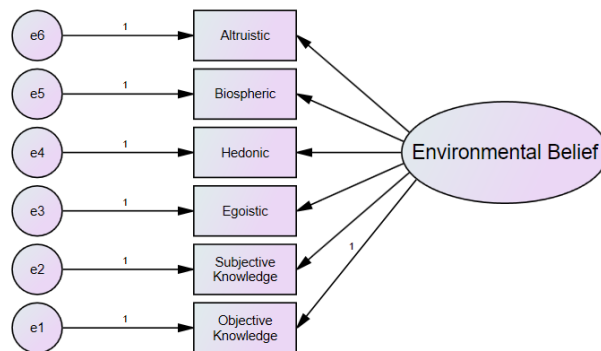 e6
1
Altruistic
e5
1
Biospheric
e4
1
Hedonic
Environmental Belief
e3
1
Egoistic
e2
1
Subjective
Knowledge
1
e1
1
Objective
Knowledge